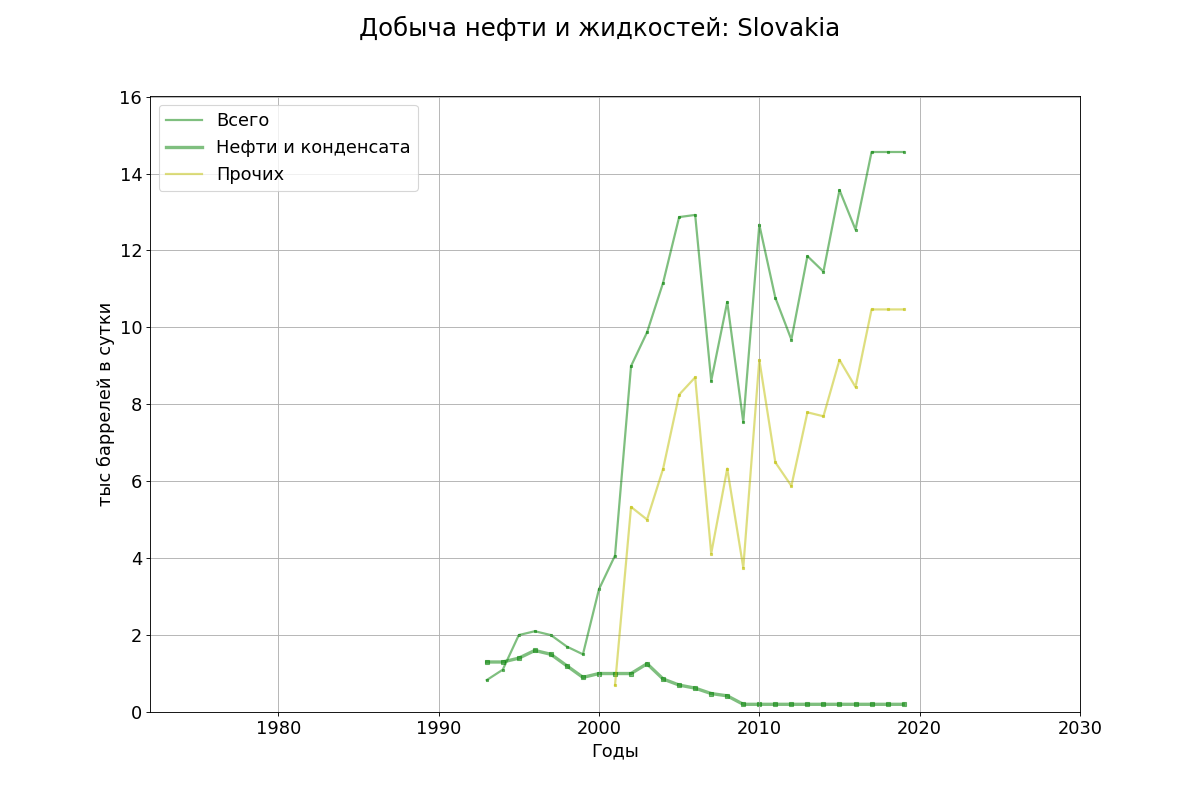 Добыча нефти и жидкостей: Slovakia
Всего
Нефти и конденсата
Прочих
16
14
12
10
8
6
4
2
0
тыс баррелей в сутки
1980 1990 2000 2010 2020 2030
Годы